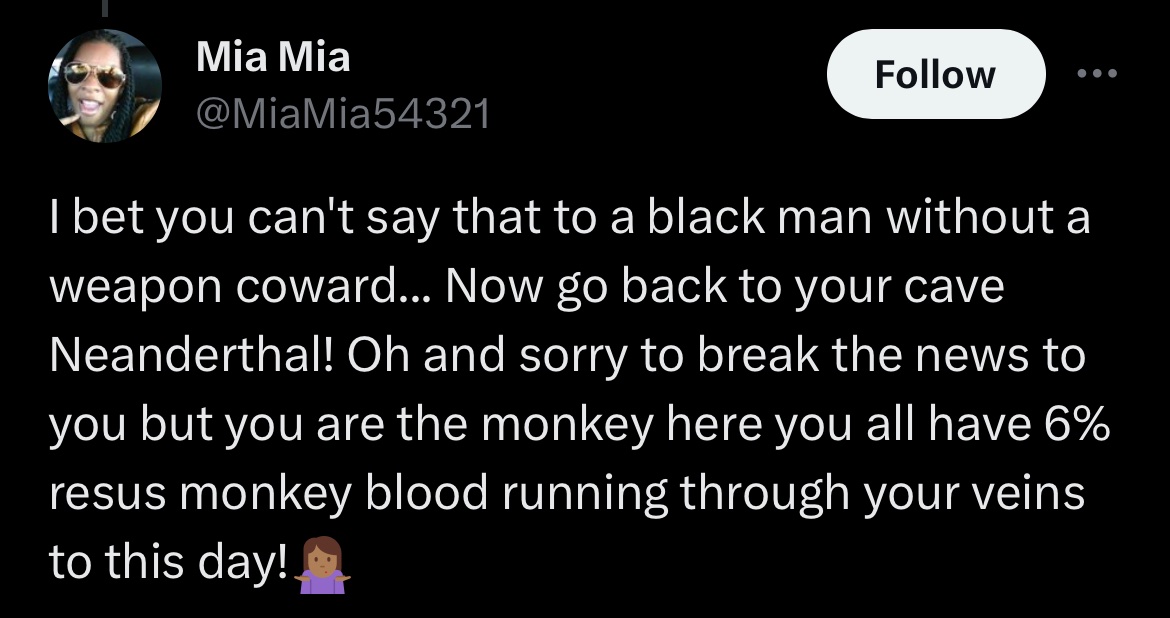 Mia Mia
@MiaMia54321
Follow
I bet you can't say that to a black man without a
weapon coward... Now go back to your cave
Neanderthal! Oh and sorry to break the news to
you but you are the monkey here you all have 6%
resus monkey blood running through your veins
to this day!🤷🏽‍♀️